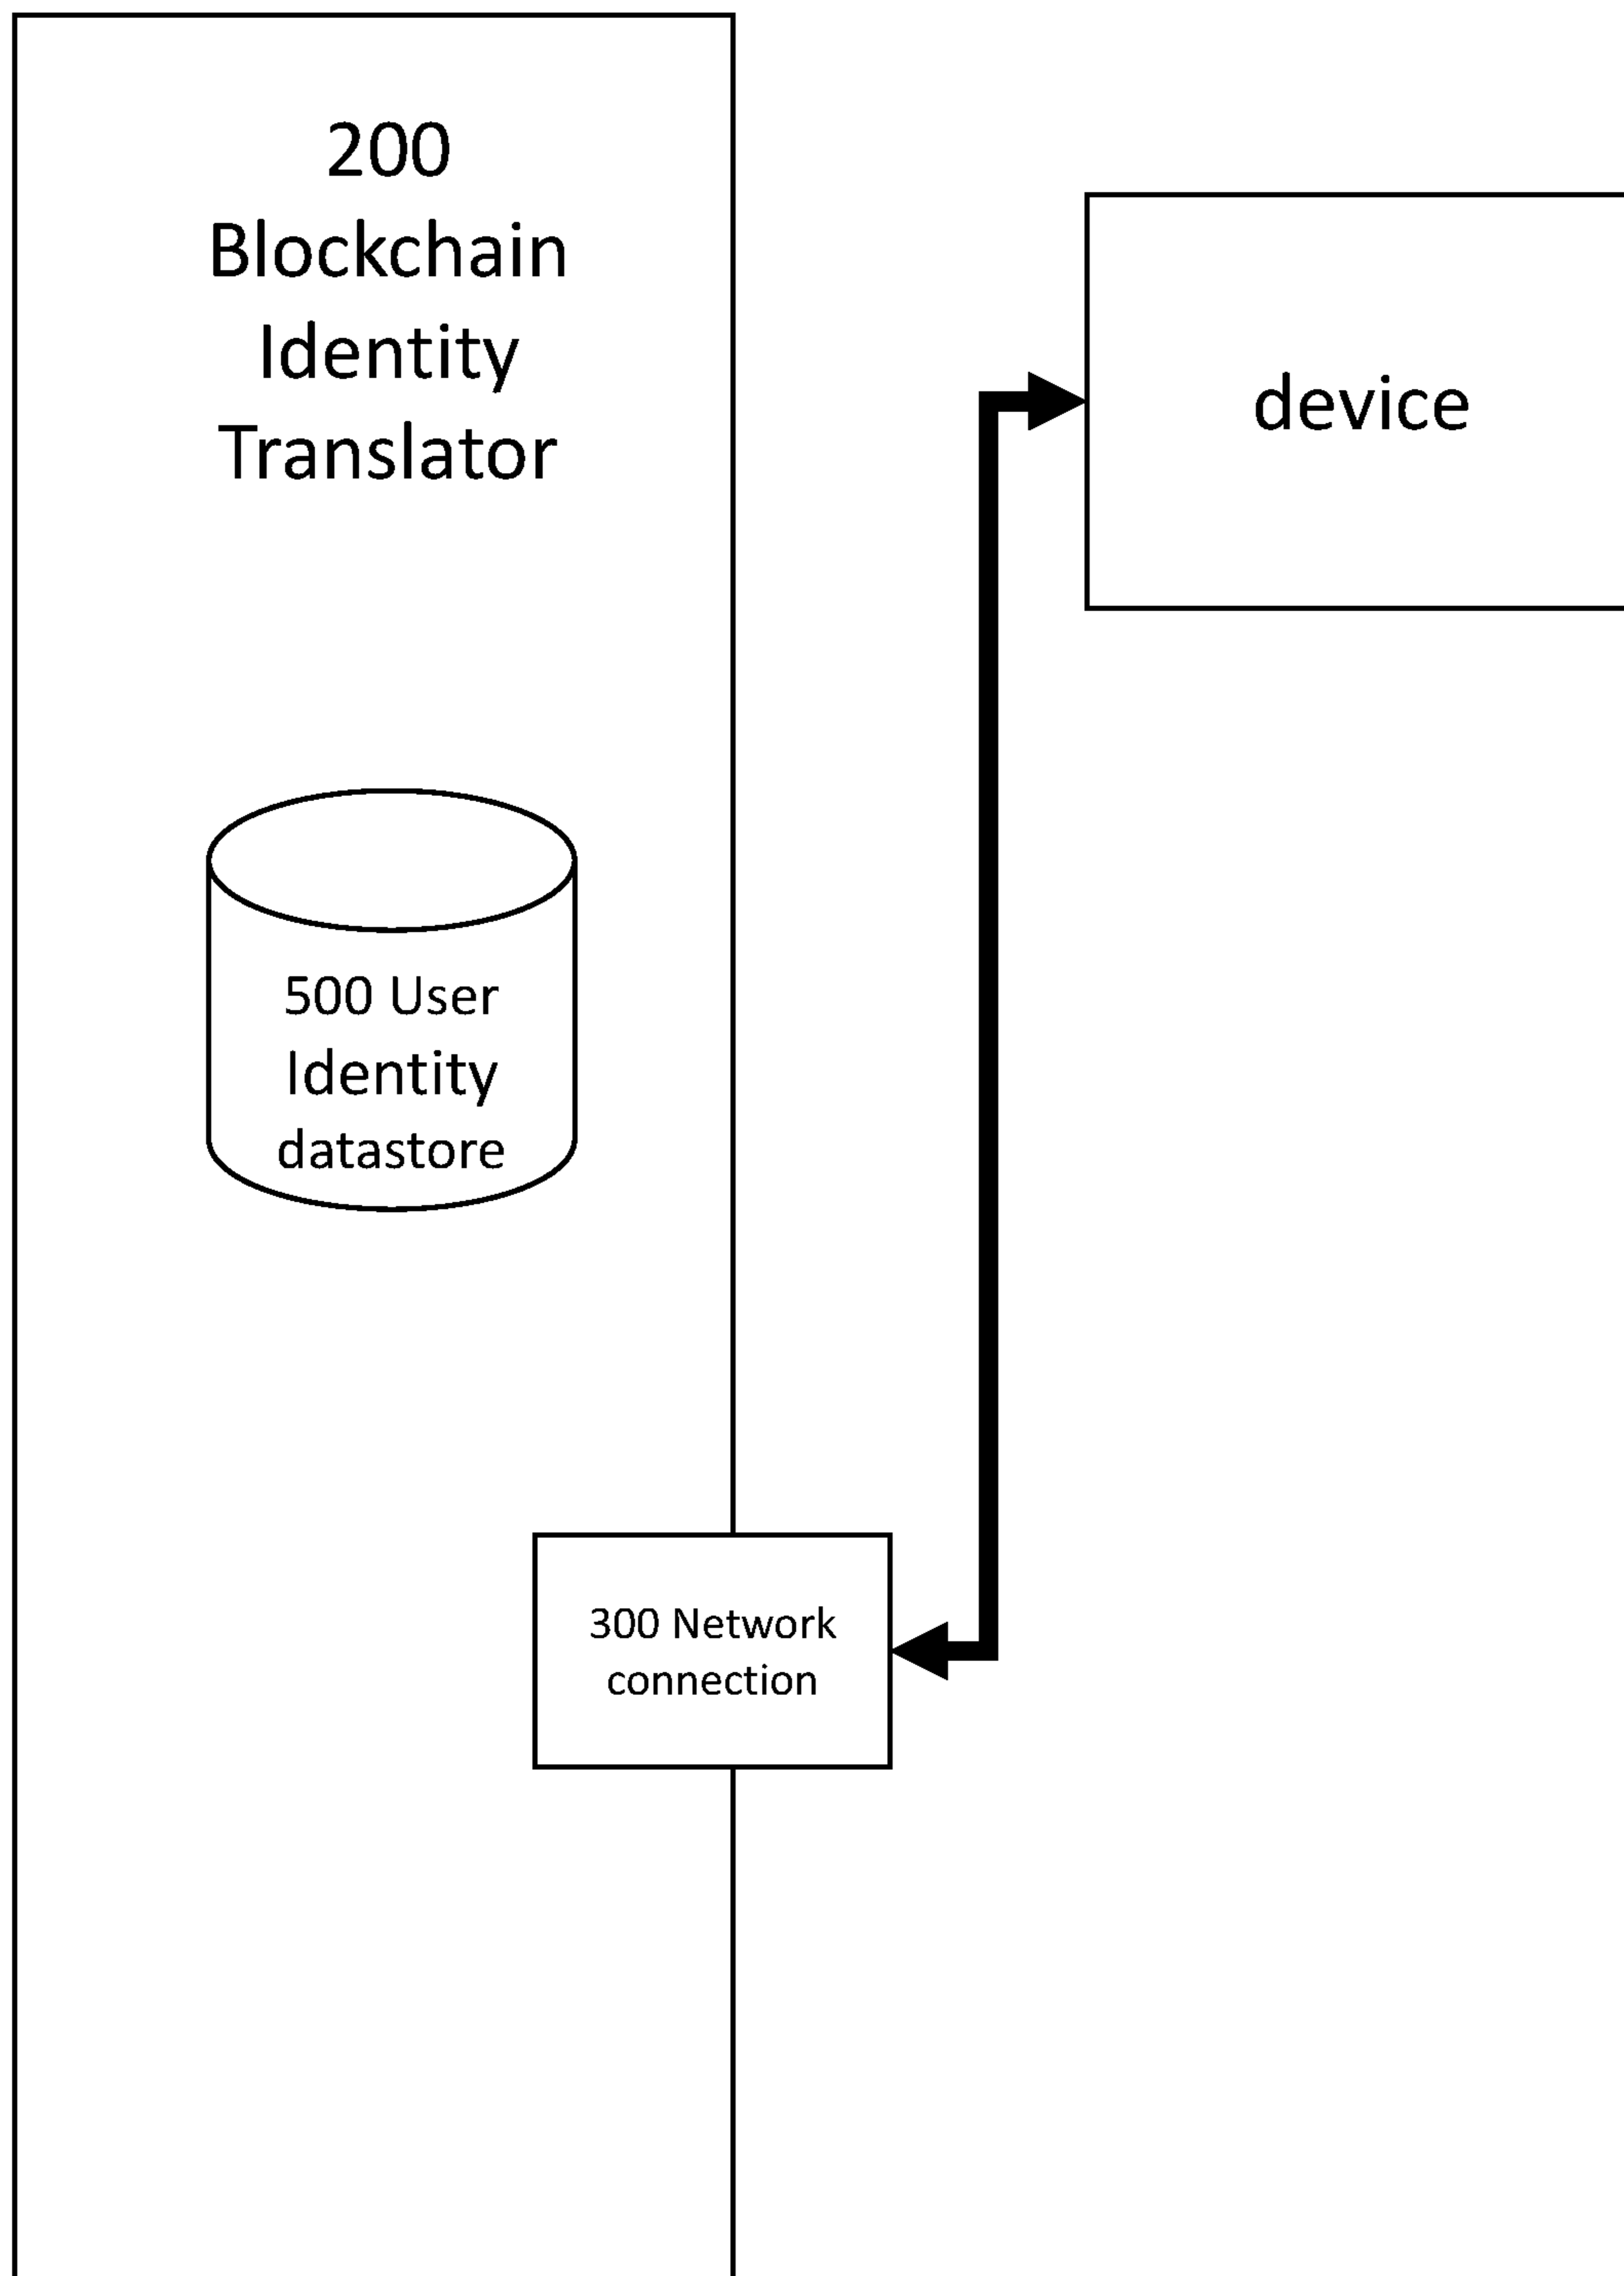 200
Blockchain
Identity
Translator
device
500 User
Identity
datastore
300 Network
connection